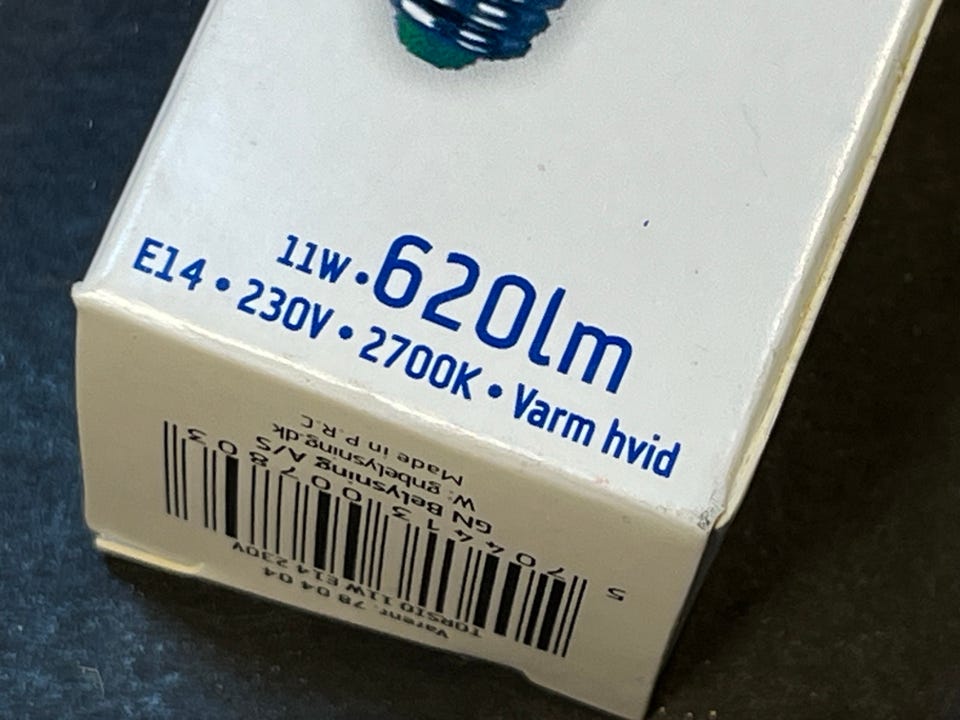 11W • 620lm
E14 • 230V • 2700K • Varm hvid
Varenr. 78 04 04
TORSIO 11W E14 230V
5 704413 007803
GN Belysning A/S
W: gnbelysning.dk
Made in P.R.C